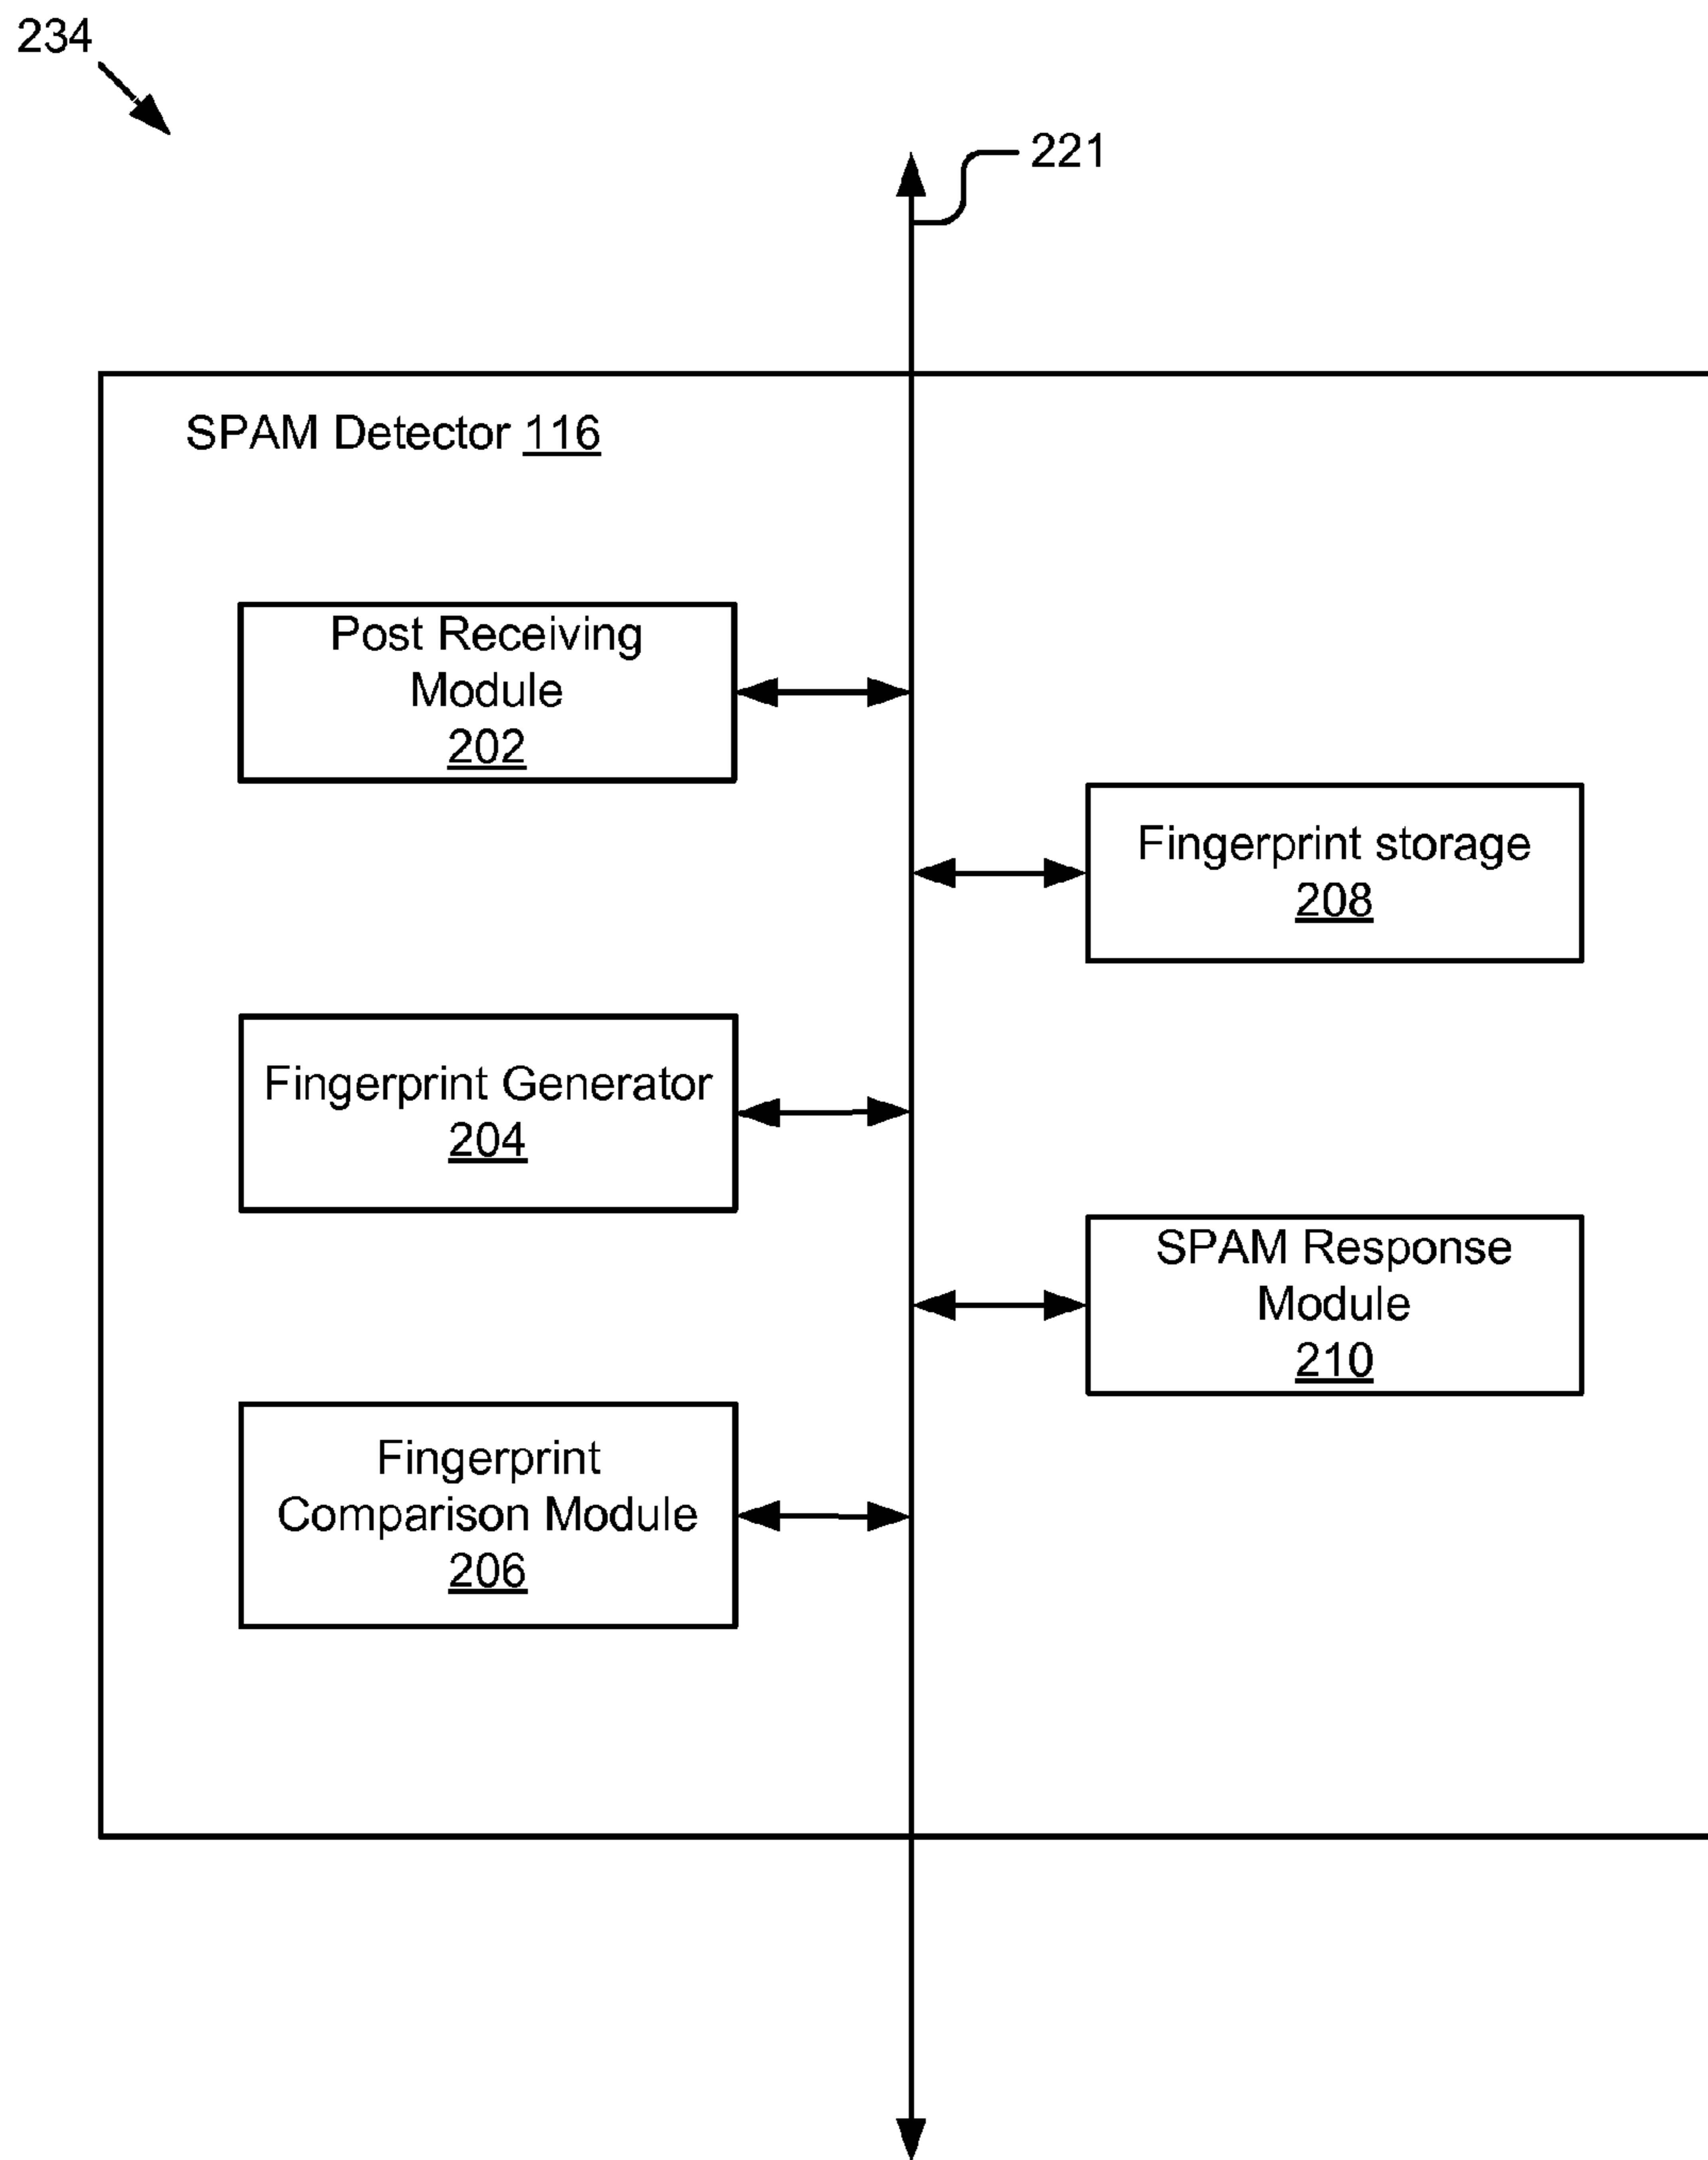 234
221
SPAM Detector 116
Post Receiving
Module
202
Fingerprint storage
208
Fingerprint Generator
204
SPAM Response
Module
210
Fingerprint
Comparison Module
206